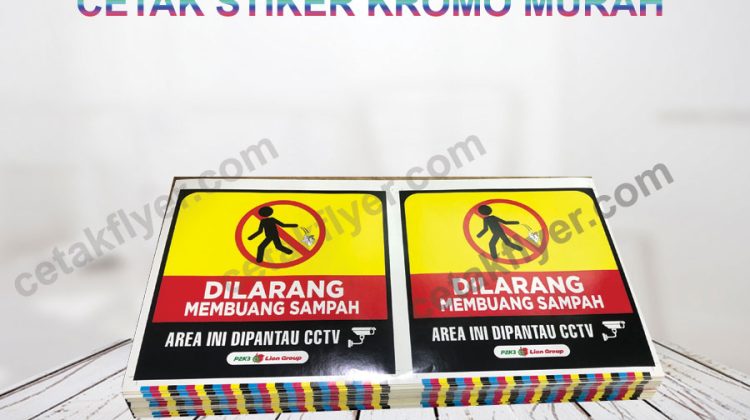 CETAK STIKER KROMO MURAH
cetakflyer.com
cetakflyer.com
cetakflyer.com
DILARANG
MEMBUANG SAMPAH
AREA INI DIPANTAU CCTV
P2K3 Lion Group
DILARANG
MEMBUANG SAMPAH
AREA INI DIPANTAU CCTV
P2K3 Lion Group